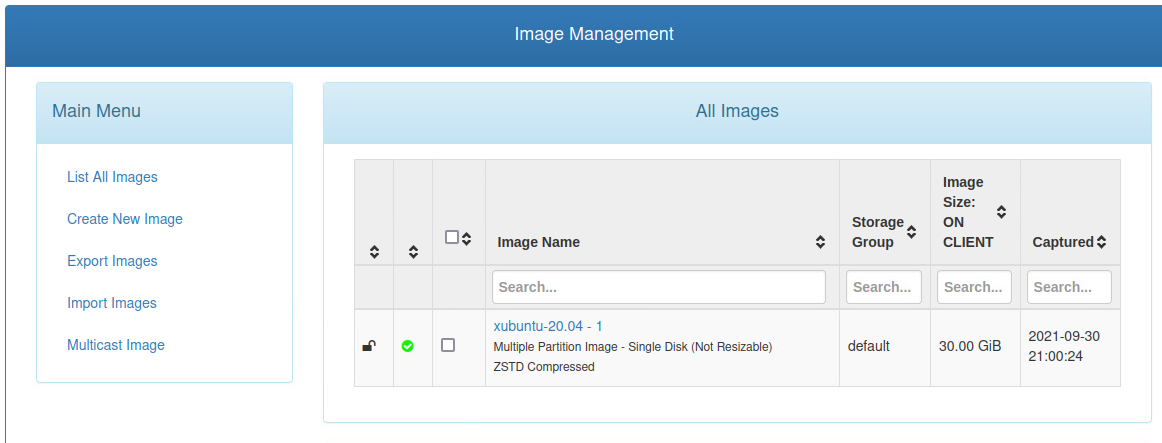 Image Management
Main Menu
List All Images
Create New Image
Export Images
Import Images
Multicast Image
All Images
Image Name
Storage
Group
Image
Size:
ON
CLIENT
Captured
Search...
Search...
Search...
Search...
xubuntu-20.04 - 1
Multiple Partition Image - Single Disk (Not Resizable)
ZSTD Compressed
default
30.00 GiB
2021-09-30
21:00:24